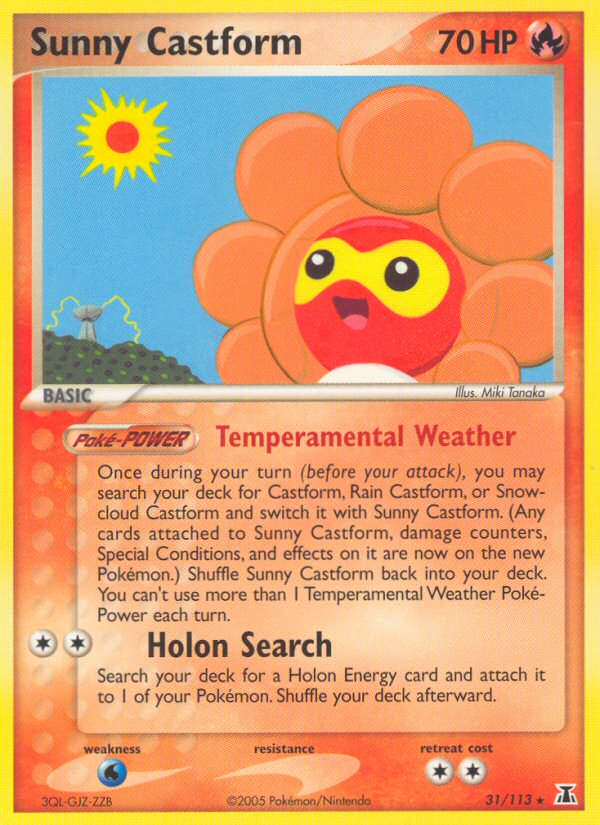 Sunny Castform 70 HP
BASIC
Illus. Miki Tanaka
Poké-POWER Temperamental Weather
Once during your turn (before your attack), you may
search your deck for Castform, Rain Castform, or Snow-
cloud Castform and switch it with Sunny Castform. (Any
cards attached to Sunny Castform, damage counters,
Special Conditions, and effects on it are now on the new
Pokémon.) Shuffle Sunny Castform back into your deck.
You can't use more than 1 Temperamental Weather Poké-
Power each turn.
Holon Search
Search your deck for a Holon Energy card and attach it
to 1 of your Pokémon. Shuffle your deck afterward.
weakness resistance retreat cost
3QL-GJZ-ZZB ©2005 Pokémon/Nintendo 31/113 ★